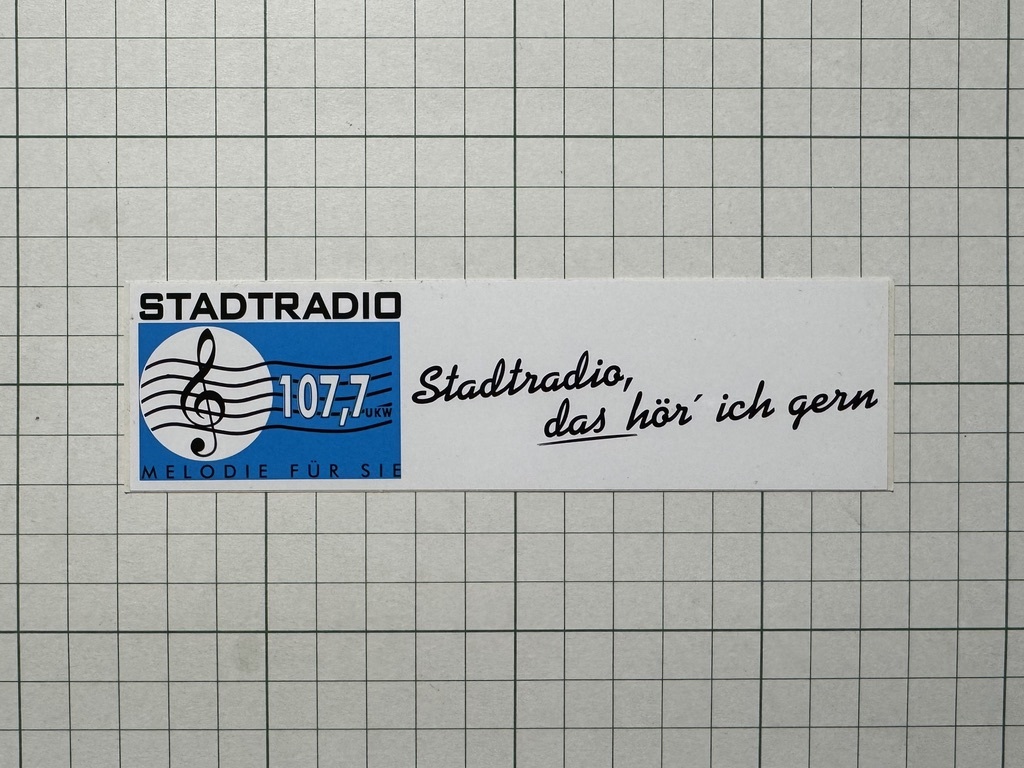 STADTRADIO
107,7 UKW
MELODIE FÜR SIE
Stadtradio,
das hör´ ich gern